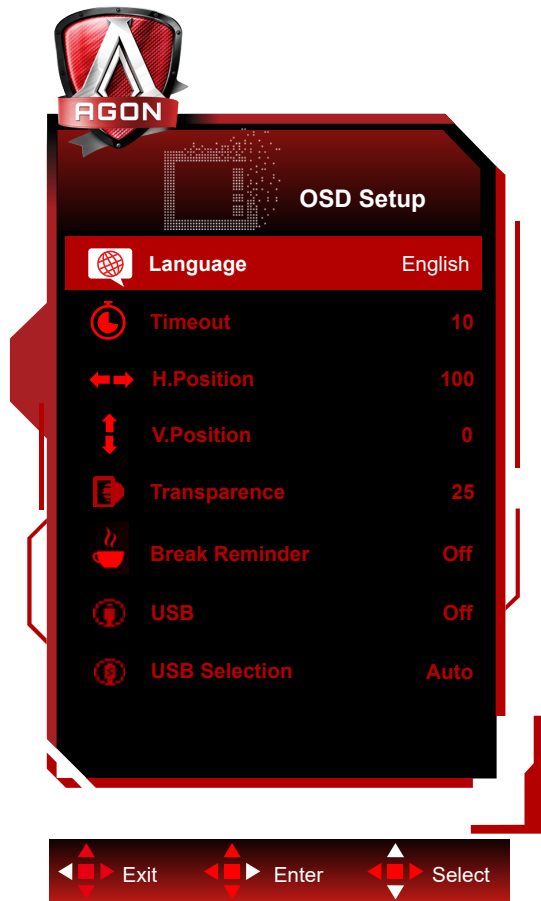 AGON
OSD Setup
Language English
Timeout 10
H.Position 100
V.Position 0
Transparence 25
Break Reminder Off
USB Off
USB Selection Auto
Exit Enter Select